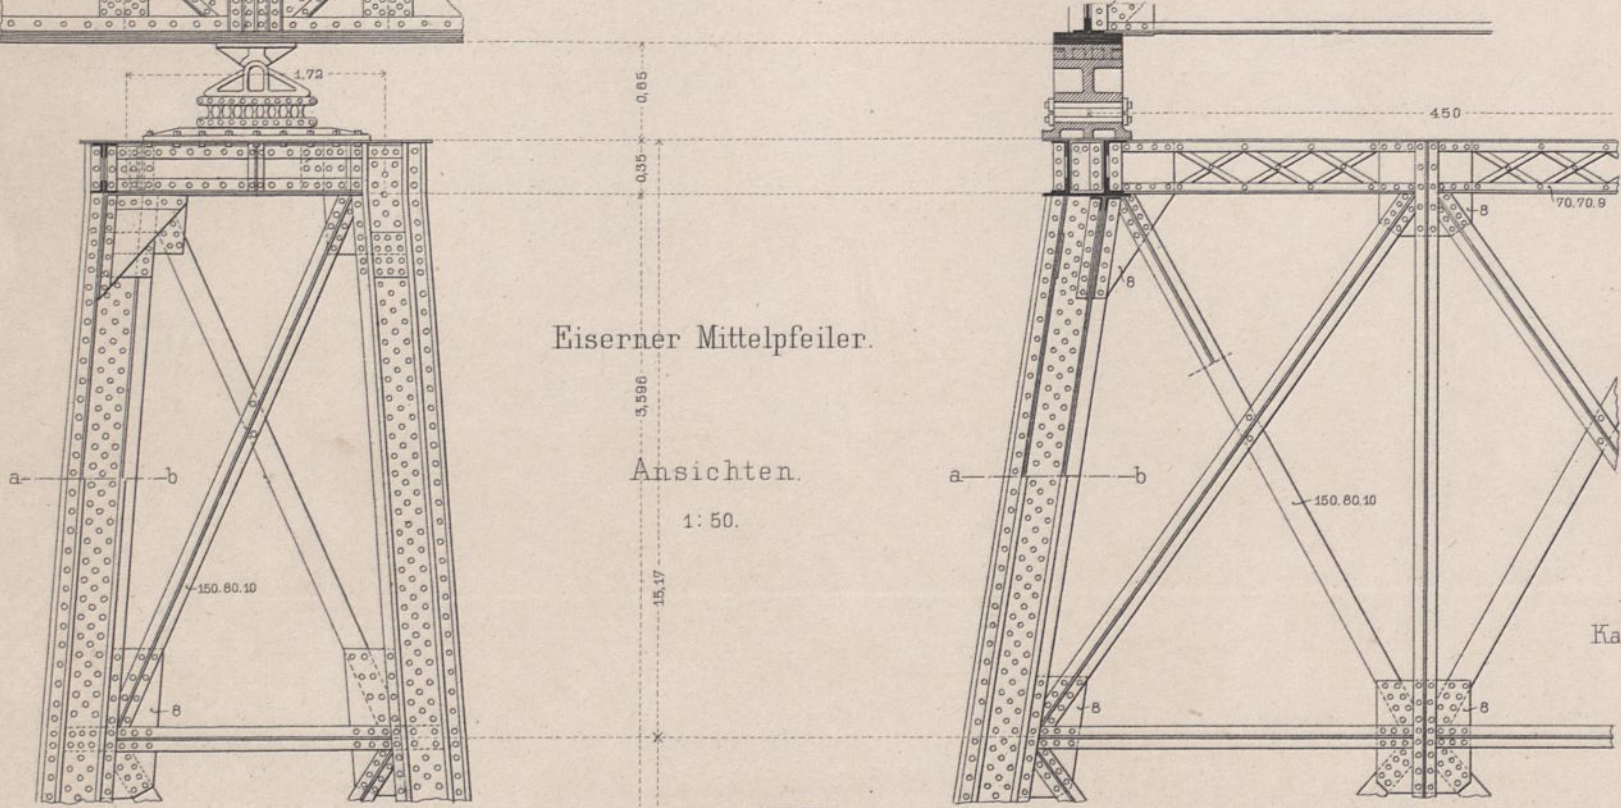 1,72
0,65
450
0,35
70.70.9
8
8
Eiserner Mittelpfeiler.
3,596
a
b
Ansichten.
a
b
1:50.
150.80.10
150.80.10
15,17
Ka
8
8
8